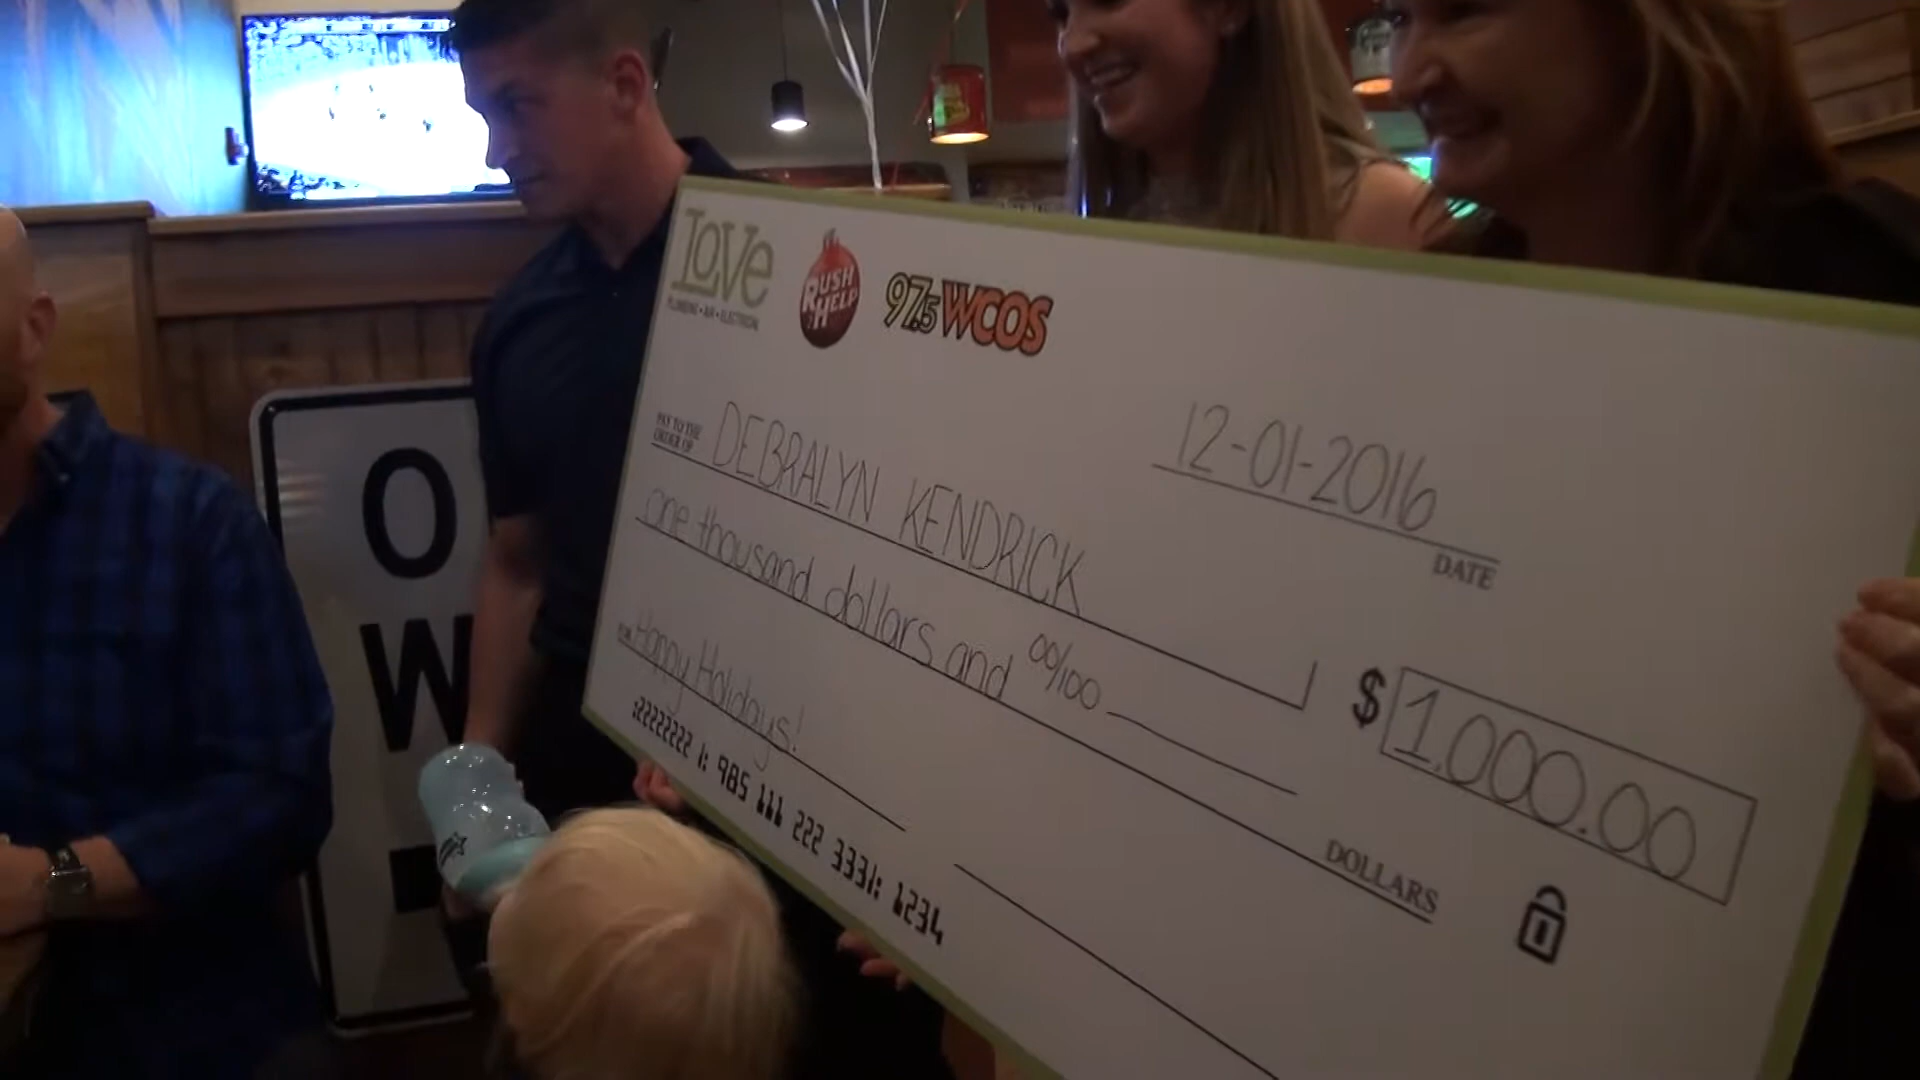 Love
PLUMBING • AIR • ELECTRICAL
RUSH
HELP
97.5 WCOS
12-01-2016
DATE
PAY TO THE
ORDER OF
DEBRALYN KENDRICK
$ 1,000.00
one thousand dollars and 00/100
DOLLARS
FOR Happy Holidays!
:22222222 1: 985 111 222 3331: 1234
O
W